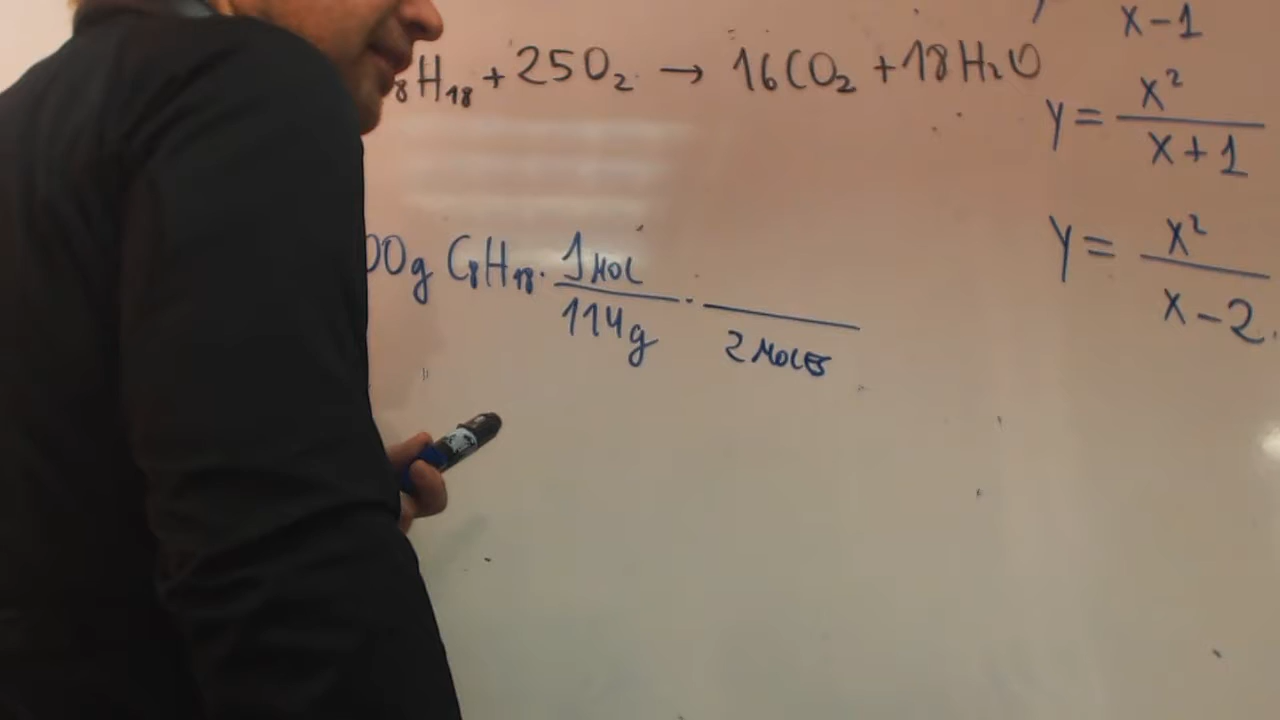 ₈H₁₈ + 25O₂ → 16CO₂ + 18H₂O
00g C₈H₁₈ · 1 MOL / 114g · / 2 MOLES
x-1
y = x² / x+1
y = x² / x-2